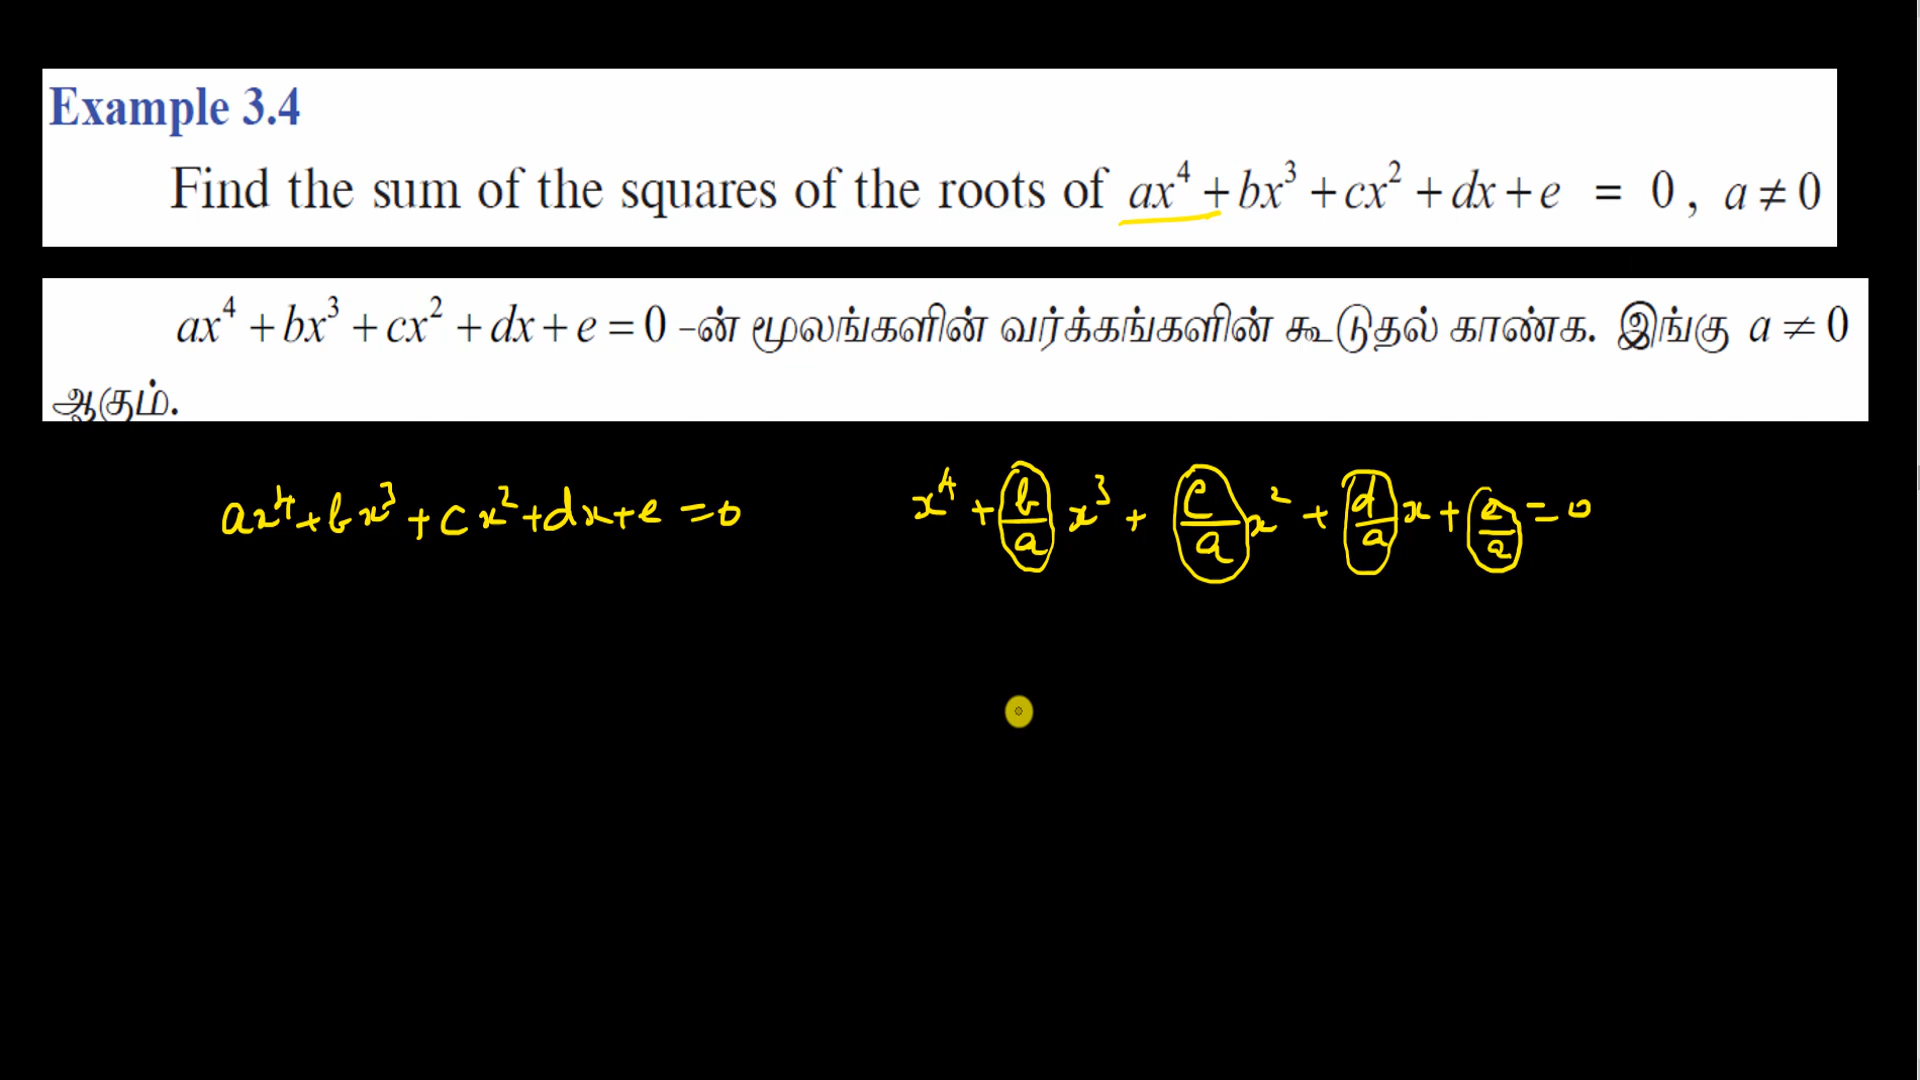 Example 3.4
Find the sum of the squares of the roots of ax⁴ + bx³ + cx² + dx + e = 0 , a ≠ 0
ax⁴ + bx³ + cx² + dx + e = 0 -ன் மூலங்களின் வர்க்கங்களின் கூடுதல் காண்க. இங்கு a ≠ 0
ஆகும்.
ax⁴+bx³+cx²+dx+e=0
x⁴ + b/a x³ + c/a x² + d/a x + e/a = 0